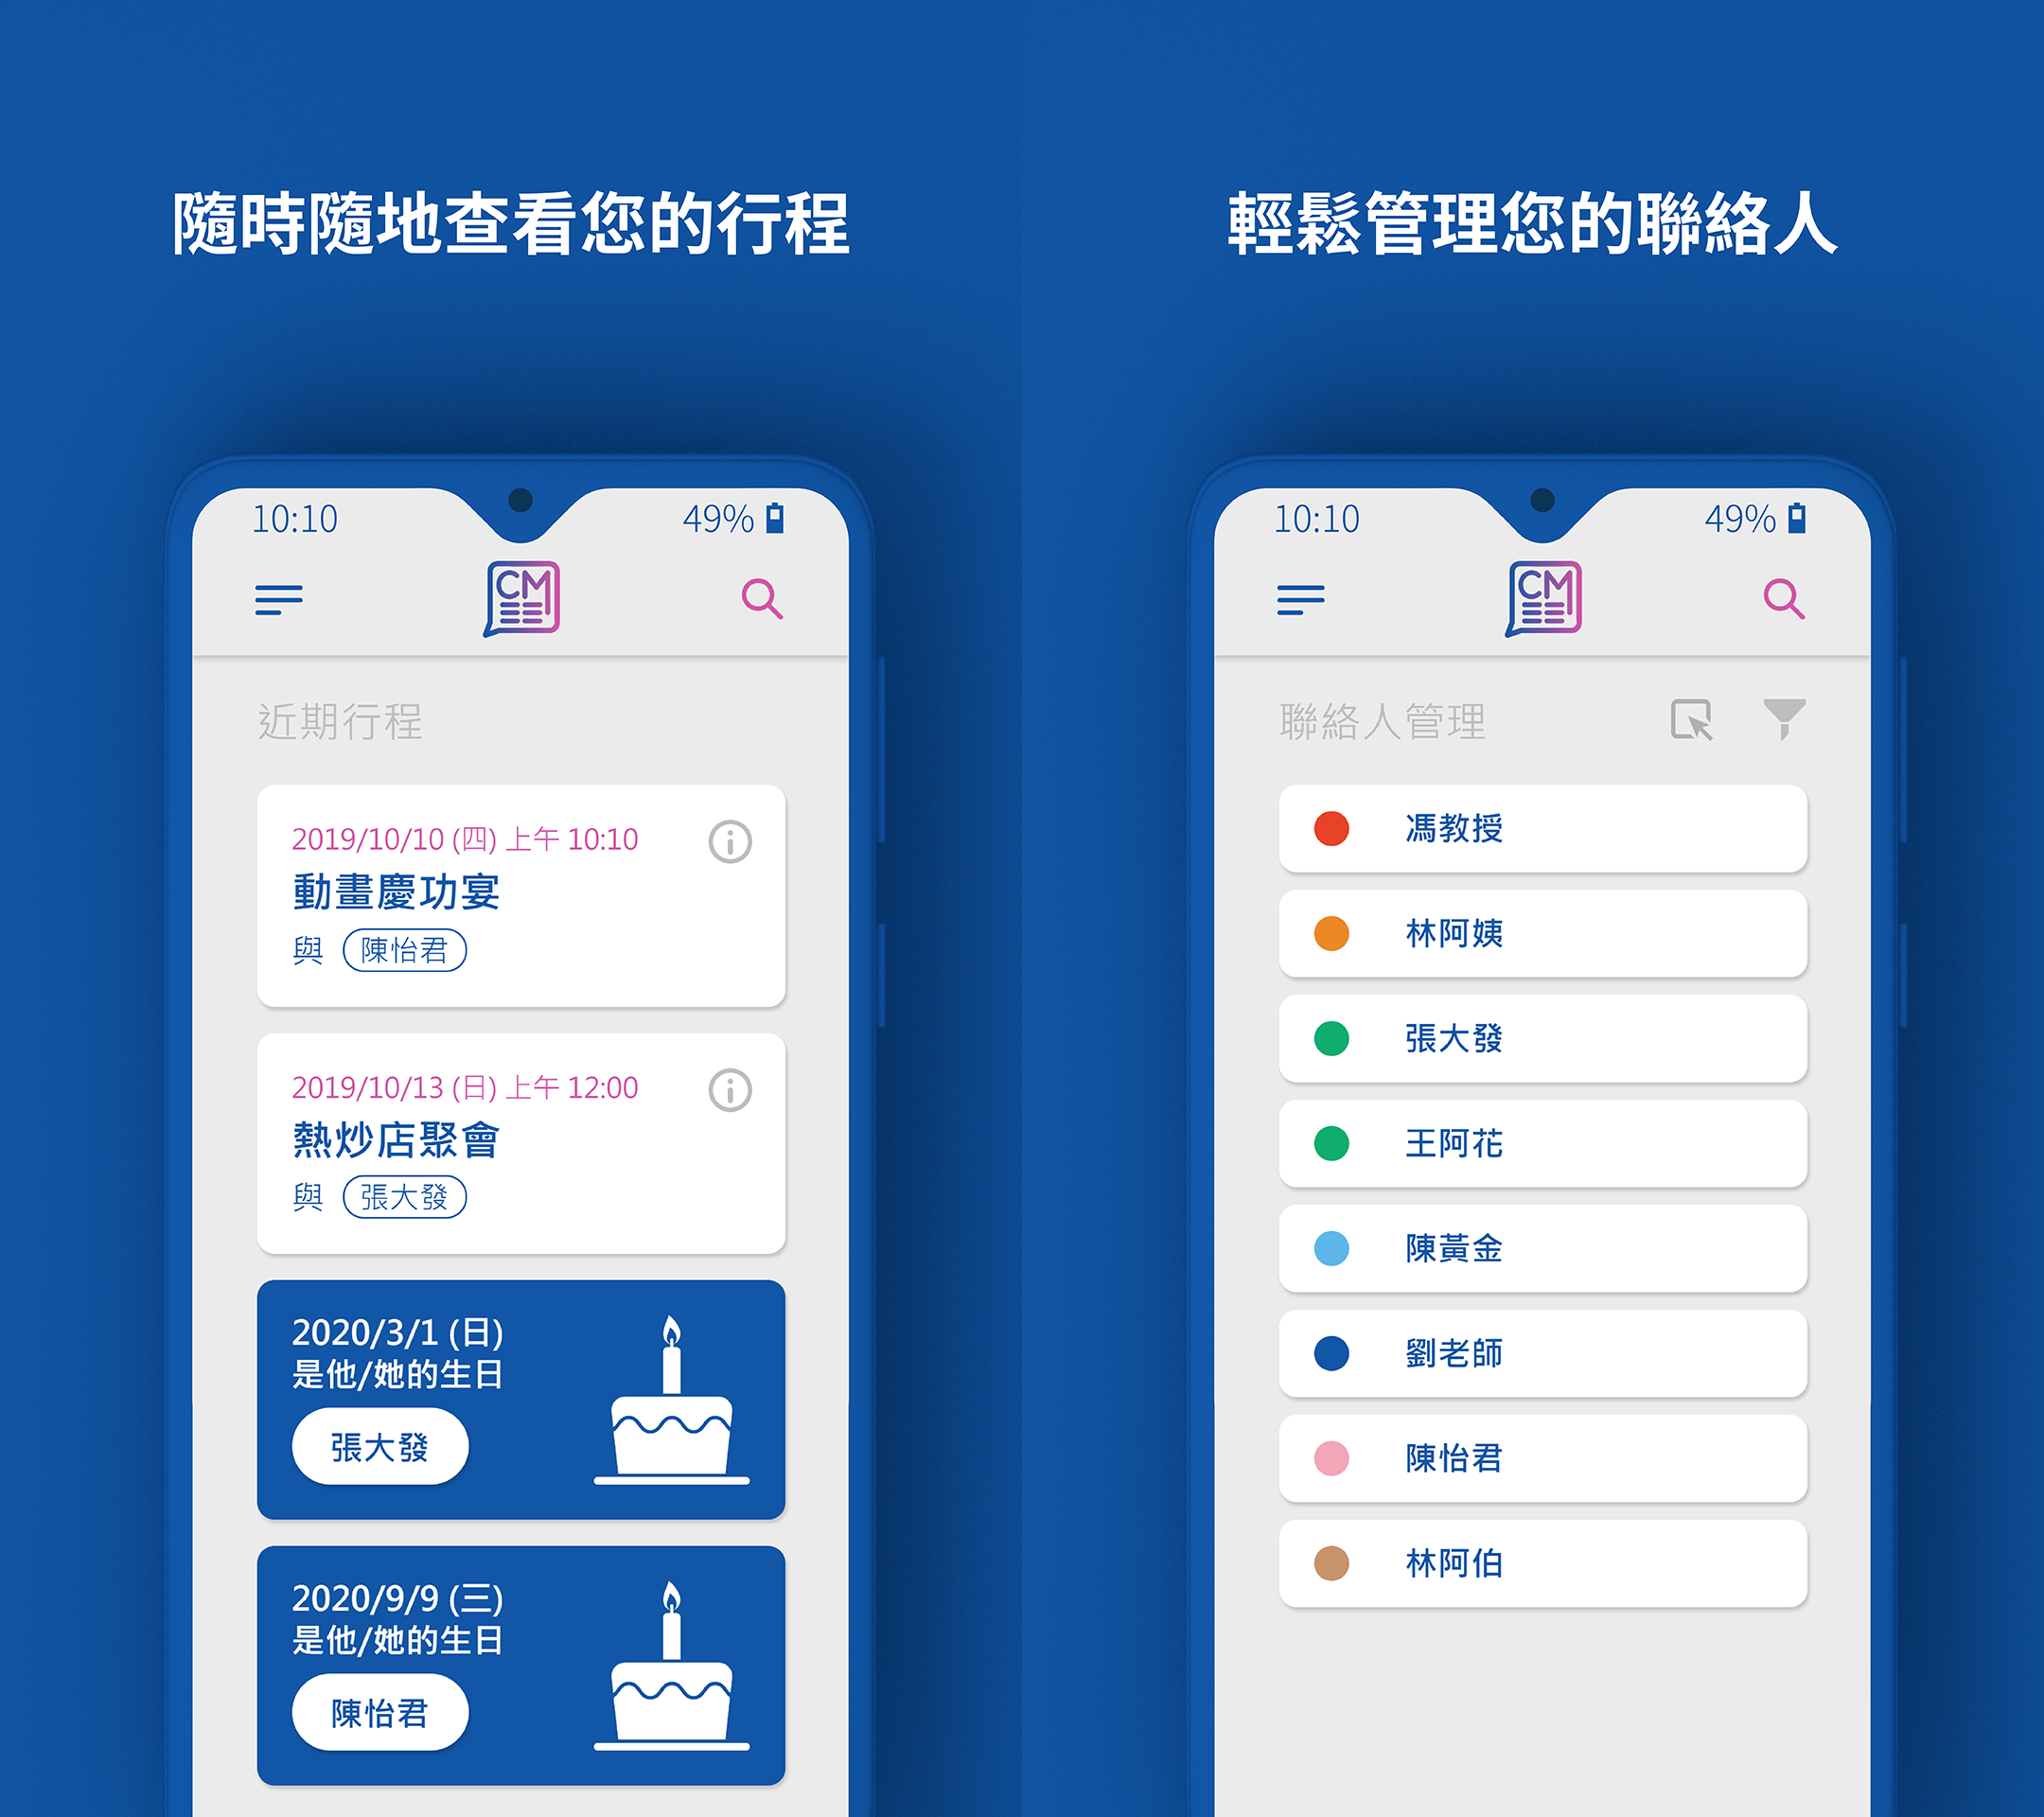 隨時隨地查看您的行程
10:10
49%
CM
近期行程
2019/10/10 (四) 上午 10:10
動畫慶功宴
與 陳怡君
2019/10/13 (日) 上午 12:00
熱炒店聚會
與 張大發
2020/3/1 (日)
是他/她的生日
張大發
2020/9/9 (三)
是他/她的生日
陳怡君
輕鬆管理您的聯絡人
10:10
49%
CM
聯絡人管理
馮教授
林阿姨
張大發
王阿花
陳黃金
劉老師
陳怡君
林阿伯